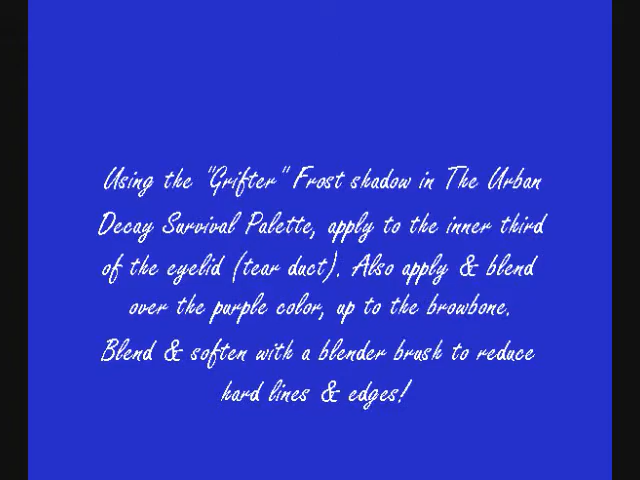 Using the "Grifter" Frost shadow in The Urban
Decay Survival Palette, apply to the inner third
of the eyelid (tear duct). Also apply & blend
over the purple color, up to the browbone.
Blend & soften with a blender brush to reduce
hard lines & edges!